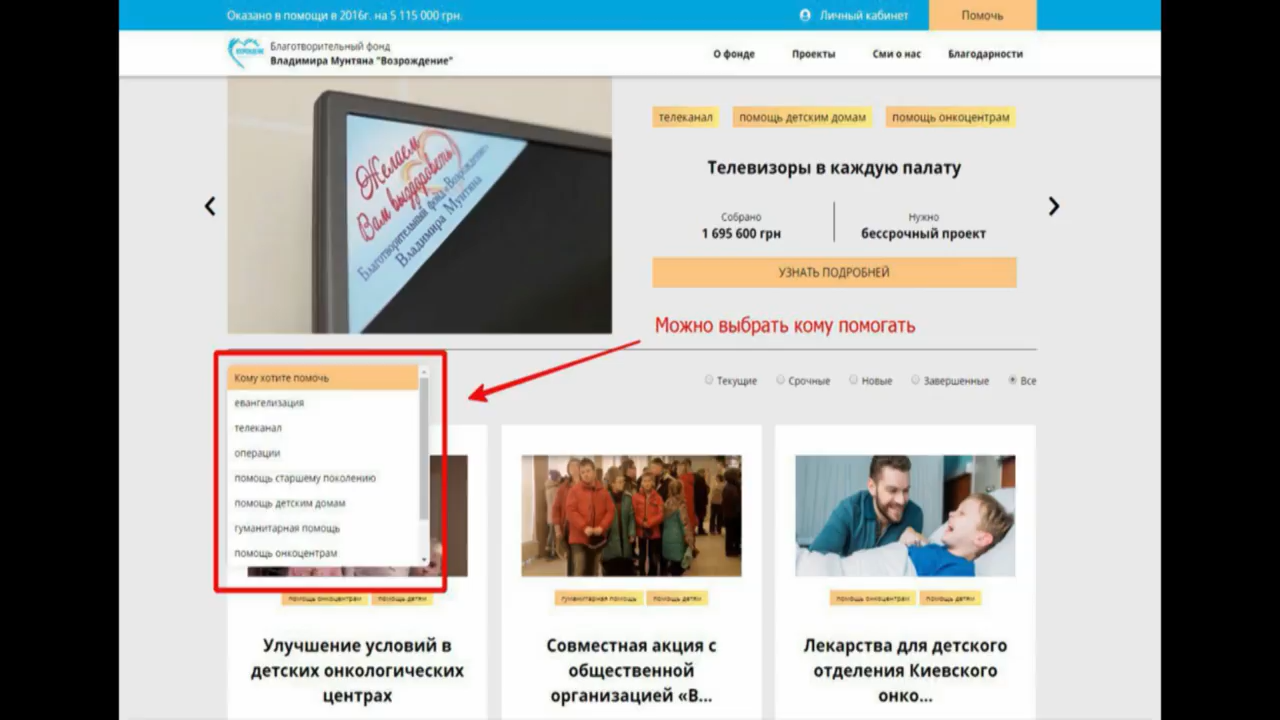 Оказано в помощи в 2016г. на 5 115 000 грн.
Личный кабинет
Помочь
Благотворительный фонд
Владимира Мунтяна "Возрождение"
О фонде
Проекты
Сми о нас
Благодарности
Желаем
Вам выздороветь
Благотворительный фонд «Возрождение»
Владимира Мунтяна
телеканал
помощь детским домам
помощь онкоцентрам
Телевизоры в каждую палату
Собрано
1 695 600 грн
Нужно
бессрочный проект
УЗНАТЬ ПОДРОБНЕЙ
Можно выбрать кому помогать
Кому хотите помочь
евангелизация
телеканал
операции
помощь старшему поколению
помощь детским домам
гуманитарная помощь
помощь онкоцентрам
Текущие
Срочные
Новые
Завершенные
Все
помощь онкоцентрам
помощь детям
Улучшение условий в
детских онкологических
центрах
гуманитарная помощь
помощь детям
Совместная акция с
общественной
организацией «В...
помощь онкоцентрам
помощь детям
Лекарства для детского
отделения Киевского
онко...